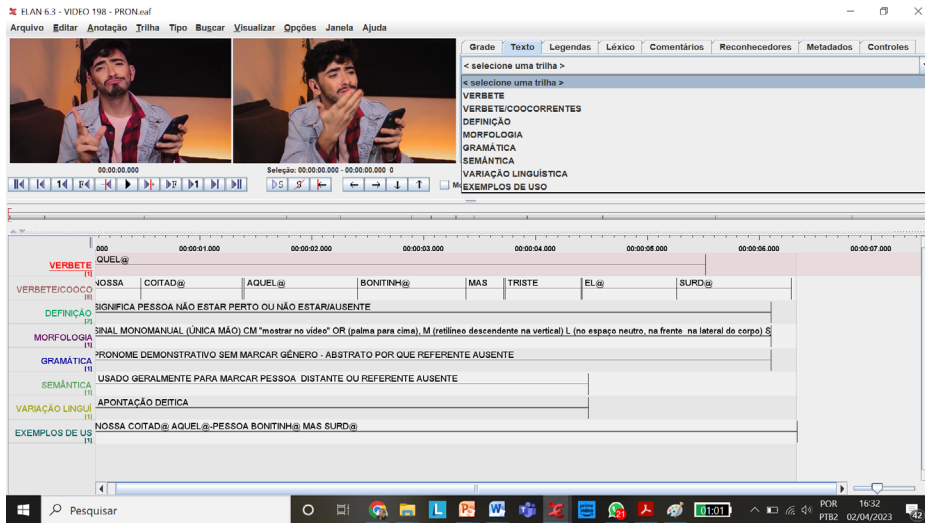 ELAN 6.3 - VIDEO 198 - PRON.eaf
Arquivo Editar Anotação Trilha Tipo Buscar Visualizar Opções Janela Ajuda
Grade Texto Legendas Léxico Comentários Reconhecedores Metadados Controles
< selecione uma trilha >
< selecione uma trilha >
VERBETE
VERBETE/COOCORRENTES
DEFINIÇÃO
MORFOLOGIA
GRAMÁTICA
SEMÂNTICA
VARIAÇÃO LINGUÍSTICA
EXEMPLOS DE USO
00:00:00.000 Seleção: 00:00:00.000 - 00:00:00.000 0
.000 00:00:01.000 00:00:02.000 00:00:03.000 00:00:04.000 00:00:05.000 00:00:06.000 00:00:07.000
VERBETE [1] AQUEL@
VERBETE/COOCO [8] NOSSA COITAD@ AQUEL@ BONITINH@ MAS TRISTE EL@ SURD@
DEFINIÇÃO SIGNIFICA PESSOA NÃO ESTAR PERTO OU NÃO ESTAR/AUSENTE
MORFOLOGIA [1] SINAL MONOMANUAL (ÚNICA MÃO) CM "mostrar no vídeo" OR (palma para cima), M (retilíneo descendente na vertical) L (no espaço neutro, na frente na lateral do corpo) S
GRAMÁTICA [1] PRONOME DEMONSTRATIVO SEM MARCAR GÊNERO - ABSTRATO POR QUE REFERENTE AUSENTE
SEMÂNTICA [1] USADO GERALMENTE PARA MARCAR PESSOA DISTANTE OU REFERENTE AUSENTE
VARIAÇÃO LINGUÍ [1] APONTAÇÃO DEITICA
EXEMPLOS DE US [1] NOSSA COITAD@ AQUEL@-PESSOA BONITINH@ MAS SURD@
Pesquisar 01:01 POR 16:32
PTB2 02/04/2023 42